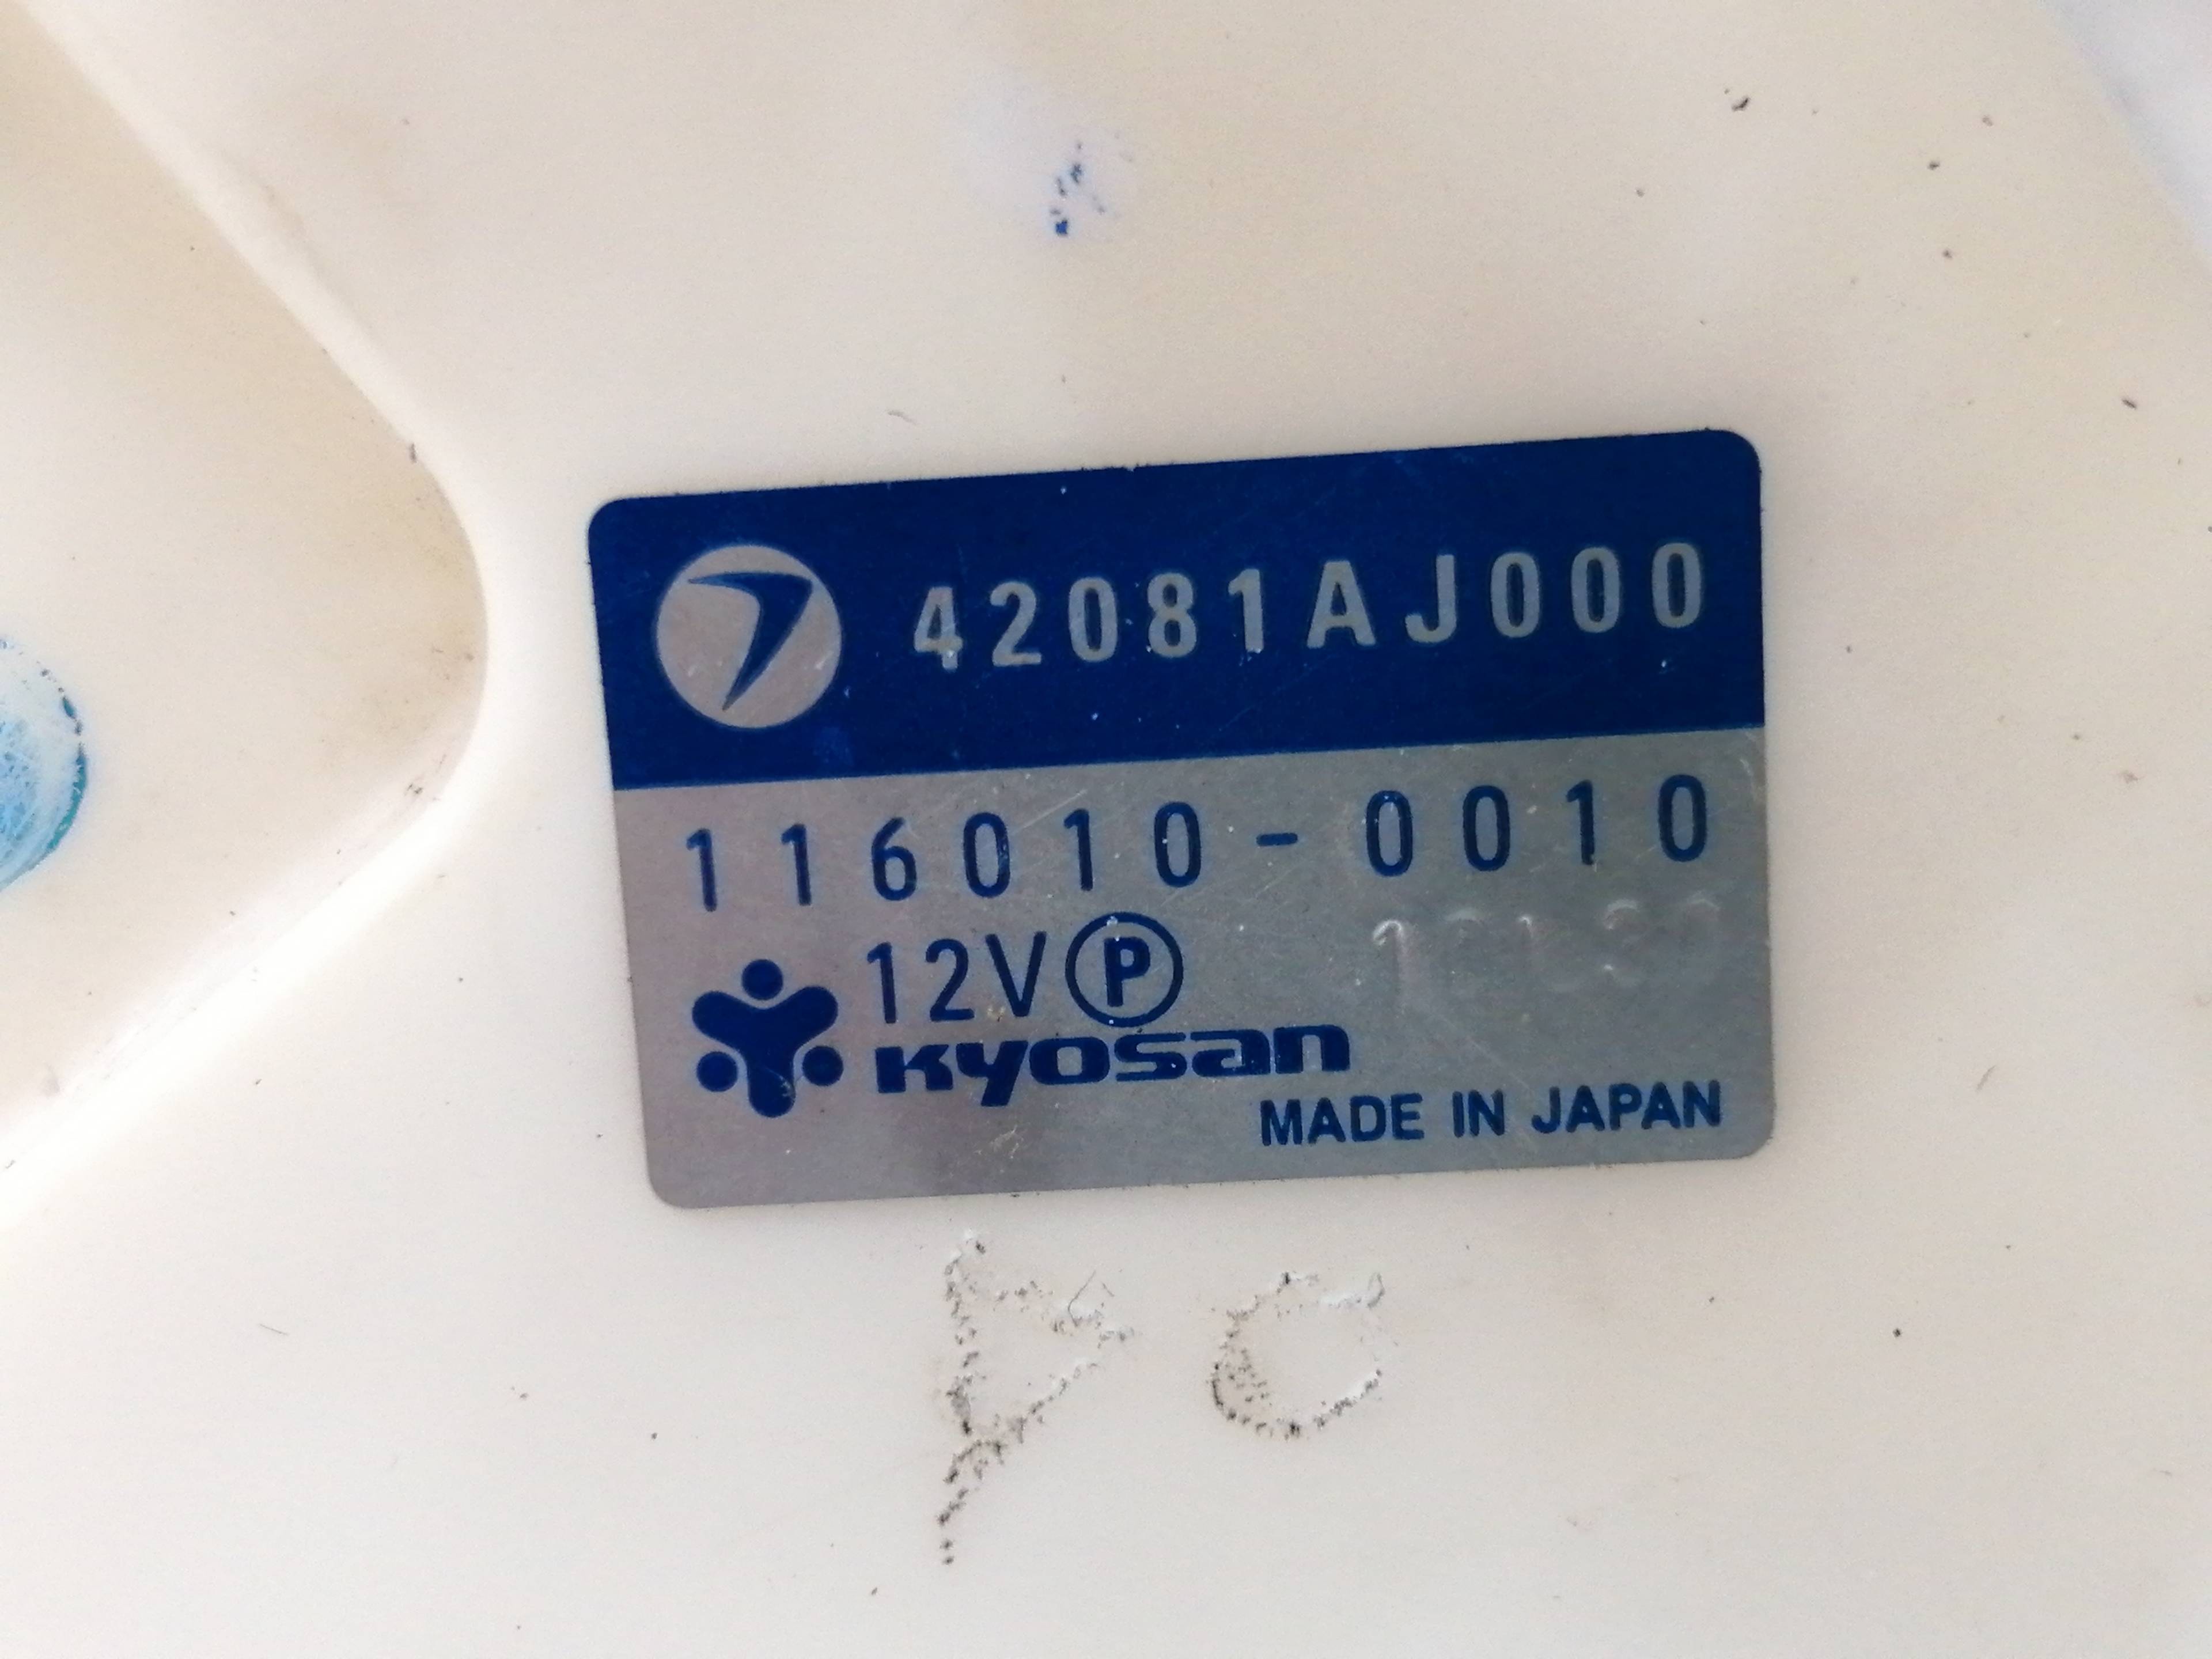 42081AJ000
116010-0010
12V P
kyosan
MADE IN JAPAN